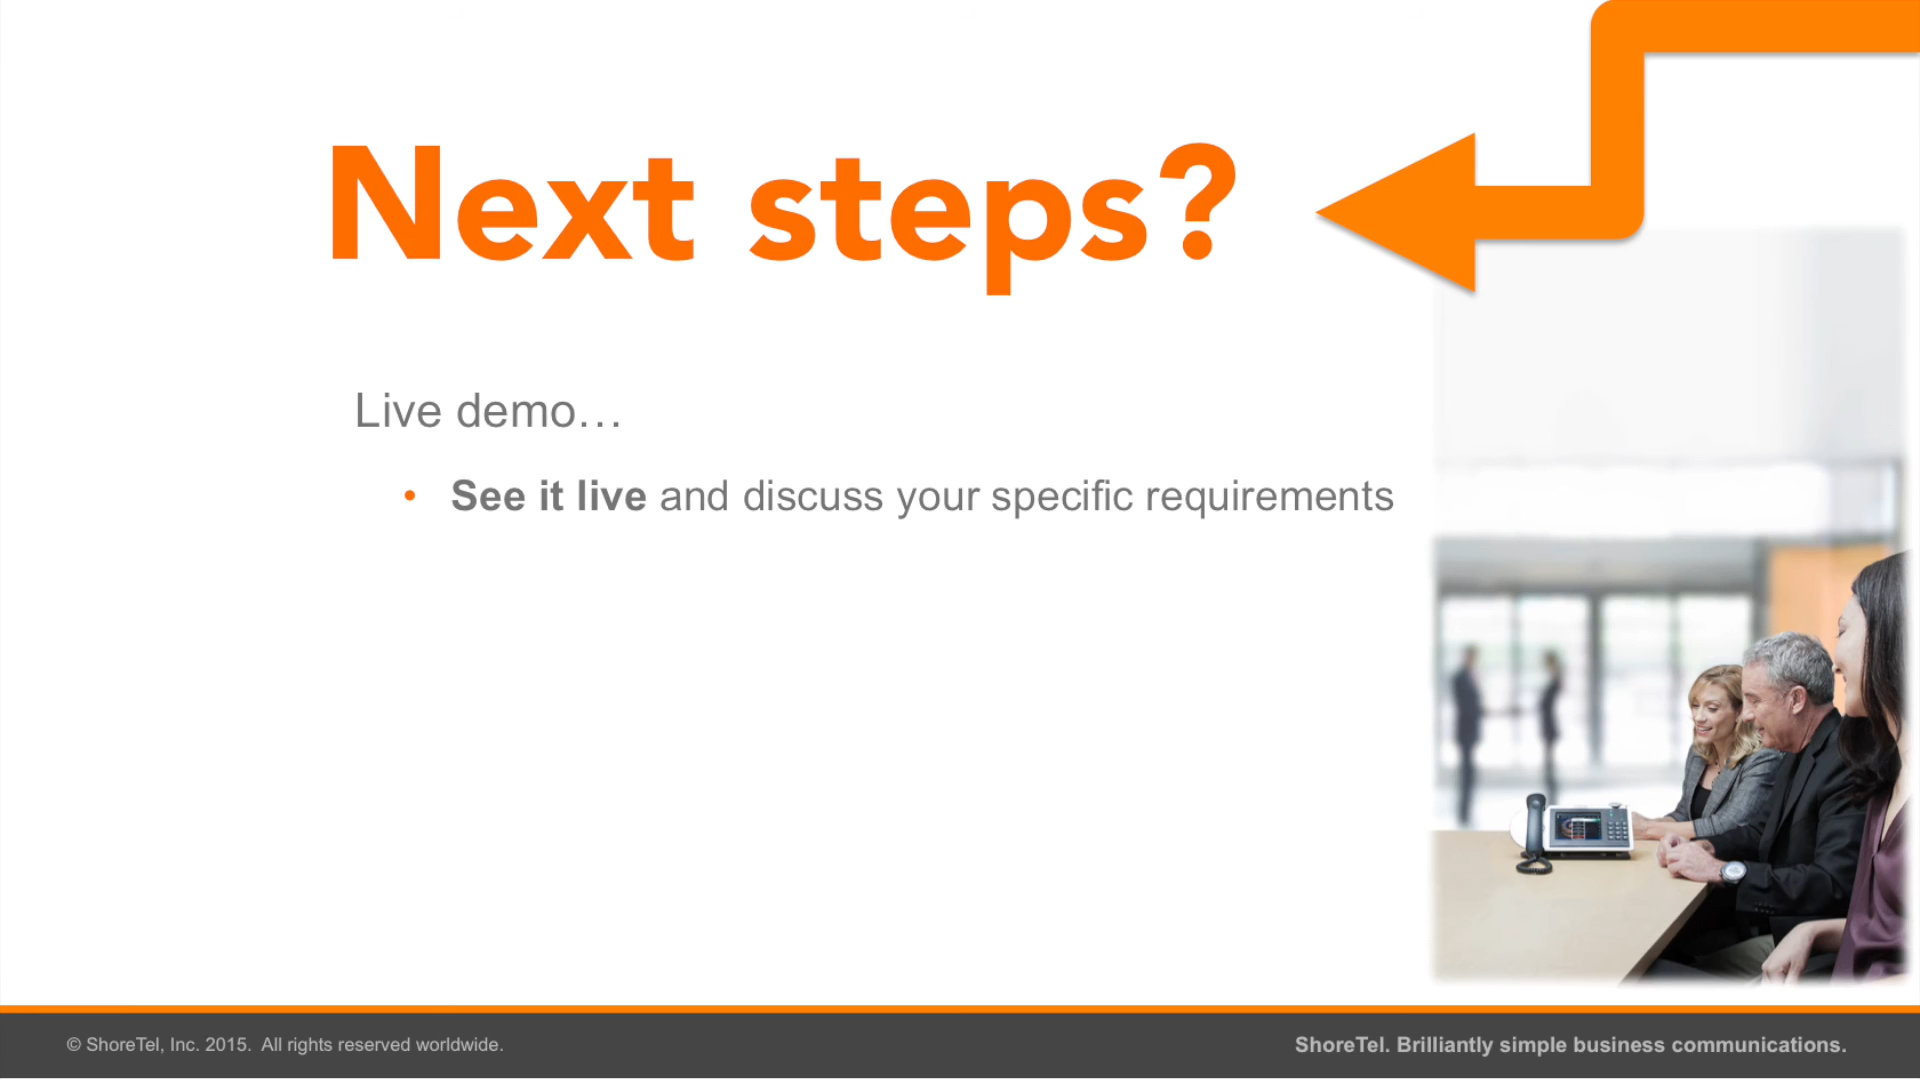 Next steps?
Live demo…
• See it live and discuss your specific requirements
© ShoreTel, Inc. 2015.  All rights reserved worldwide.
ShoreTel. Brilliantly simple business communications.